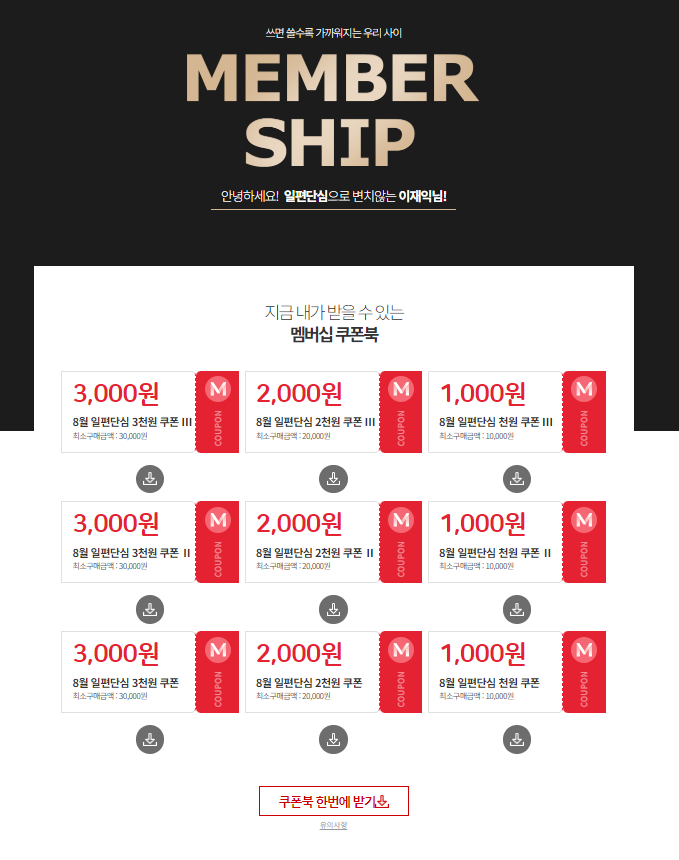 쓰면 쓸수록 가까워지는 우리 사이
MEMBER
SHIP
안녕하세요! 일편단심으로 변치않는 이재익님!
지금 내가 받을 수 있는
멤버십 쿠폰북
3,000원
8월 일편단심 3천원 쿠폰 III
최소구매금액 : 30,000원
M
COUPON
2,000원
8월 일편단심 2천원 쿠폰 III
최소구매금액 : 20,000원
M
COUPON
1,000원
8월 일편단심 천원 쿠폰 III
최소구매금액 : 10,000원
M
COUPON
3,000원
8월 일편단심 3천원 쿠폰 II
최소구매금액 : 30,000원
M
COUPON
2,000원
8월 일편단심 2천원 쿠폰 II
최소구매금액 : 20,000원
M
COUPON
1,000원
8월 일편단심 천원 쿠폰 II
최소구매금액 : 10,000원
M
COUPON
3,000원
8월 일편단심 3천원 쿠폰
최소구매금액 : 30,000원
M
COUPON
2,000원
8월 일편단심 2천원 쿠폰
최소구매금액 : 20,000원
M
COUPON
1,000원
8월 일편단심 천원 쿠폰
최소구매금액 : 10,000원
M
COUPON
쿠폰북 한번에 받기
유의사항